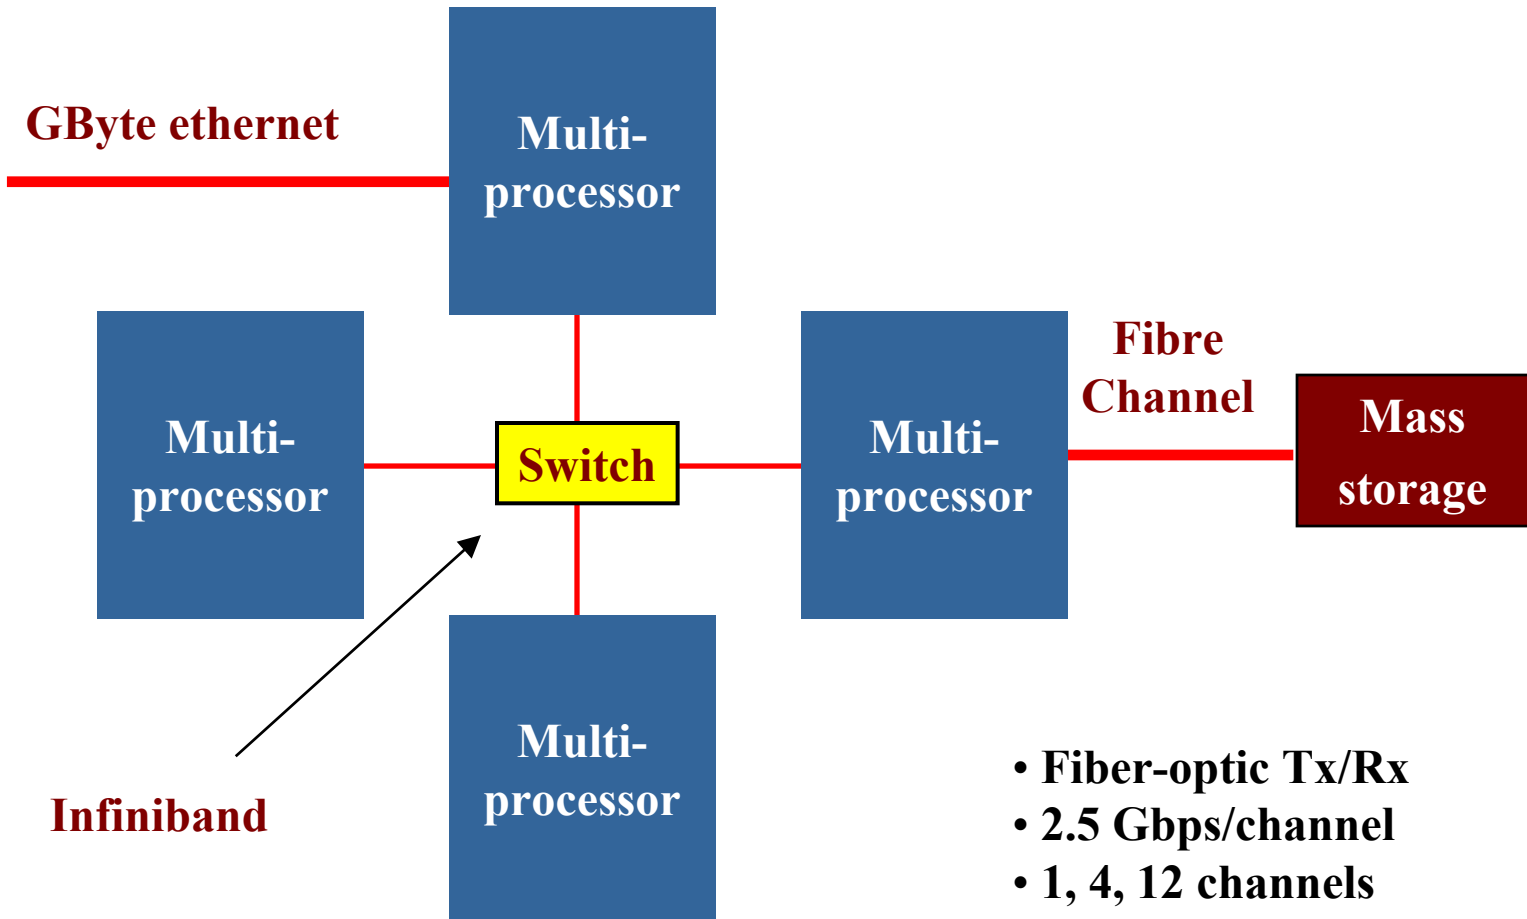 GByte ethernet
Multi-
processor
Multi-
processor
Switch
Multi-
processor
Fibre
Channel
Mass
storage
Multi-
processor
Infiniband
• Fiber-optic Tx/Rx
• 2.5 Gbps/channel
• 1, 4, 12 channels